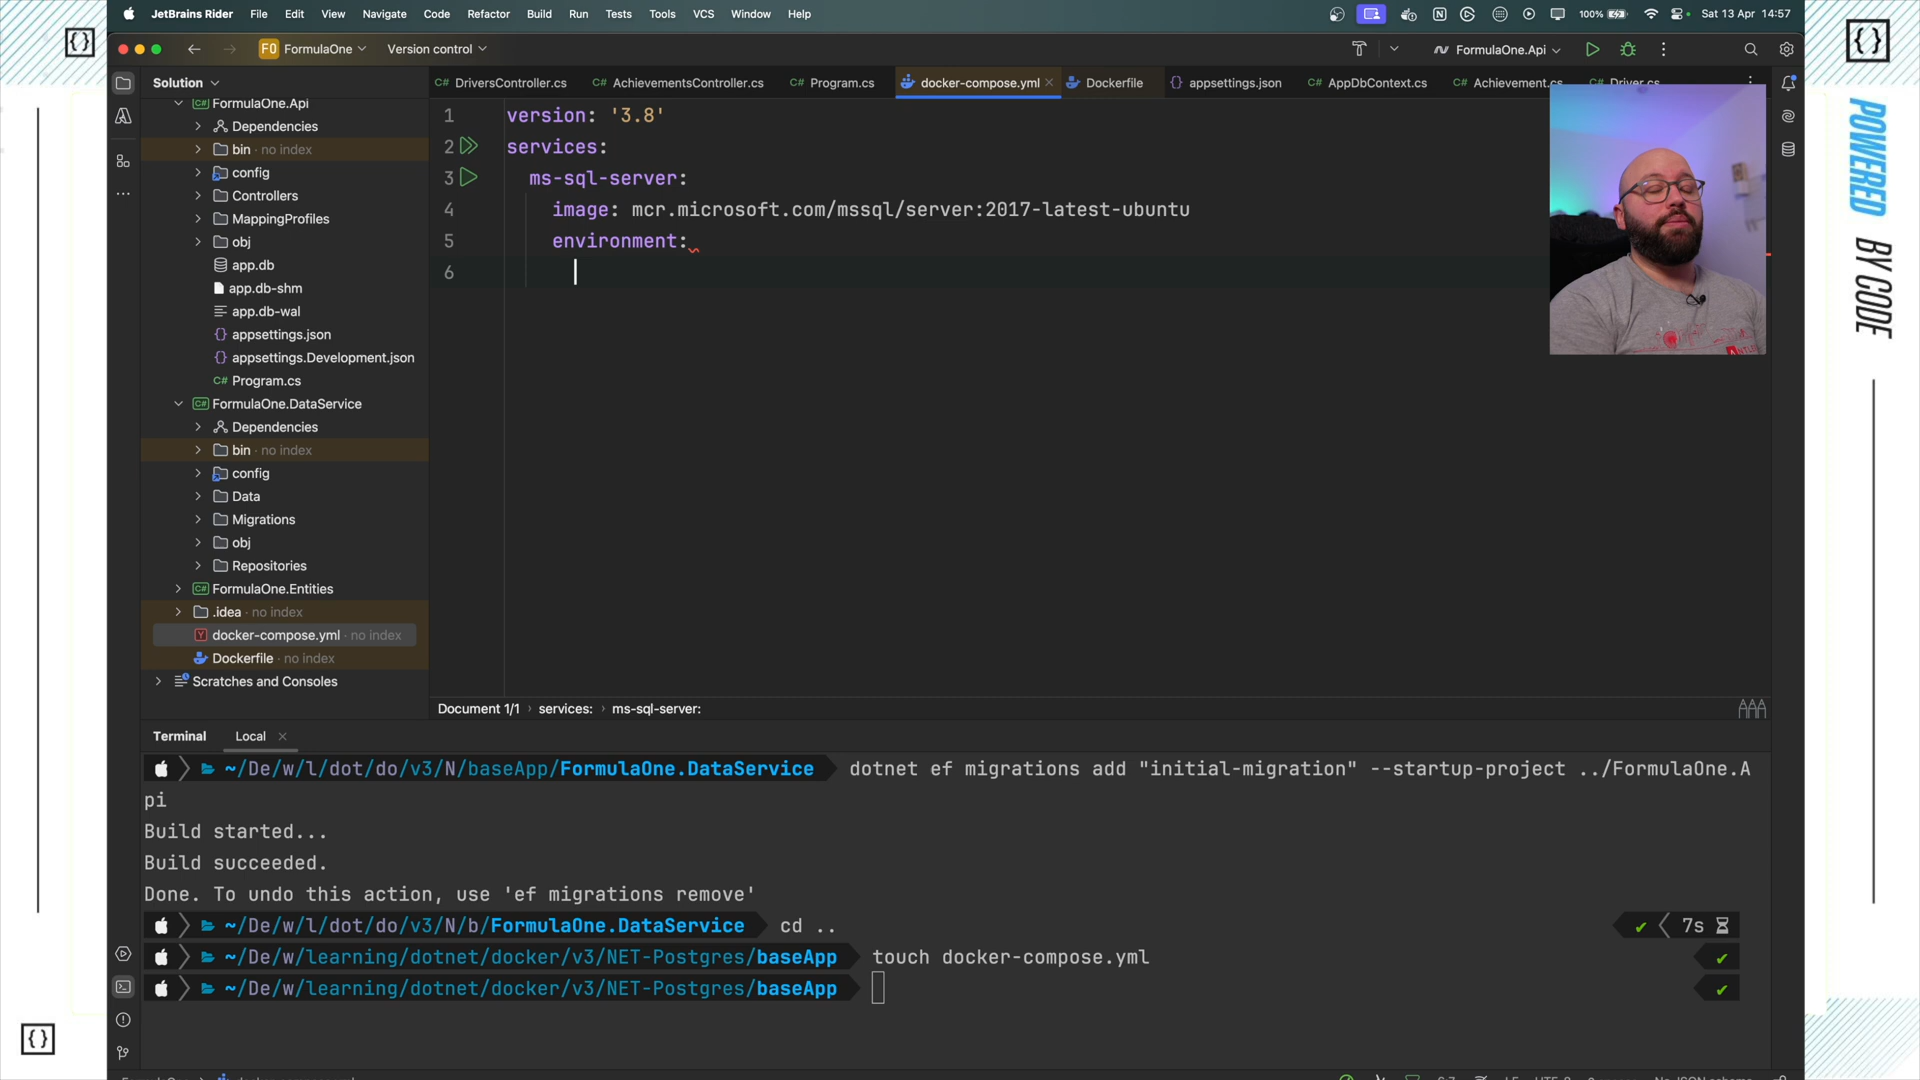 JetBrains Rider File Edit View Navigate Code Refactor Build Run Tests Tools VCS Window Help 100% Sat 13 Apr 14:57
F0 FormulaOne Version control FormulaOne.Api
Solution
C# DriversController.cs C# AchievementsController.cs C# Program.cs docker-compose.yml Dockerfile {} appsettings.json C# AppDbContext.cs C# Achievement.cs C# Driver.cs
C# FormulaOne.Api
Dependencies
bin · no index
config
Controllers
MappingProfiles
obj
app.db
app.db-shm
app.db-wal
{} appsettings.json
{} appsettings.Development.json
C# Program.cs
C# FormulaOne.DataService
Dependencies
bin · no index
config
Data
Migrations
obj
Repositories
C# FormulaOne.Entities
.idea · no index
Y docker-compose.yml · no index
Dockerfile · no index
Scratches and Consoles
1 version: '3.8'
2 services:
3 ms-sql-server:
4 image: mcr.microsoft.com/mssql/server:2017-latest-ubuntu
5 environment:
6
Document 1/1 › services: › ms-sql-server:
Terminal Local
~/De/w/l/dot/do/v3/N/baseApp/FormulaOne.DataService dotnet ef migrations add "initial-migration" --startup-project ../FormulaOne.A
pi
Build started...
Build succeeded.
Done. To undo this action, use 'ef migrations remove'
~/De/w/l/dot/do/v3/N/b/FormulaOne.DataService cd .. ✔ 7s
~/De/w/learning/dotnet/docker/v3/NET-Postgres/baseApp touch docker-compose.yml ✔
~/De/w/learning/dotnet/docker/v3/NET-Postgres/baseApp ✔
{}
{}
{}
POWERED BY CODE